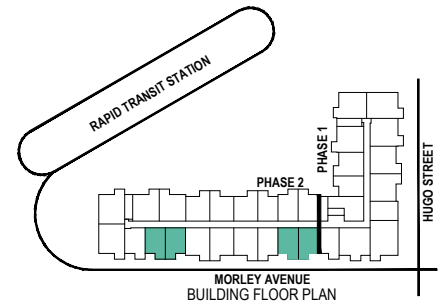 RAPID TRANSIT STATION
PHASE 1
PHASE 2
HUGO STREET
MORLEY AVENUE
BUILDING FLOOR PLAN